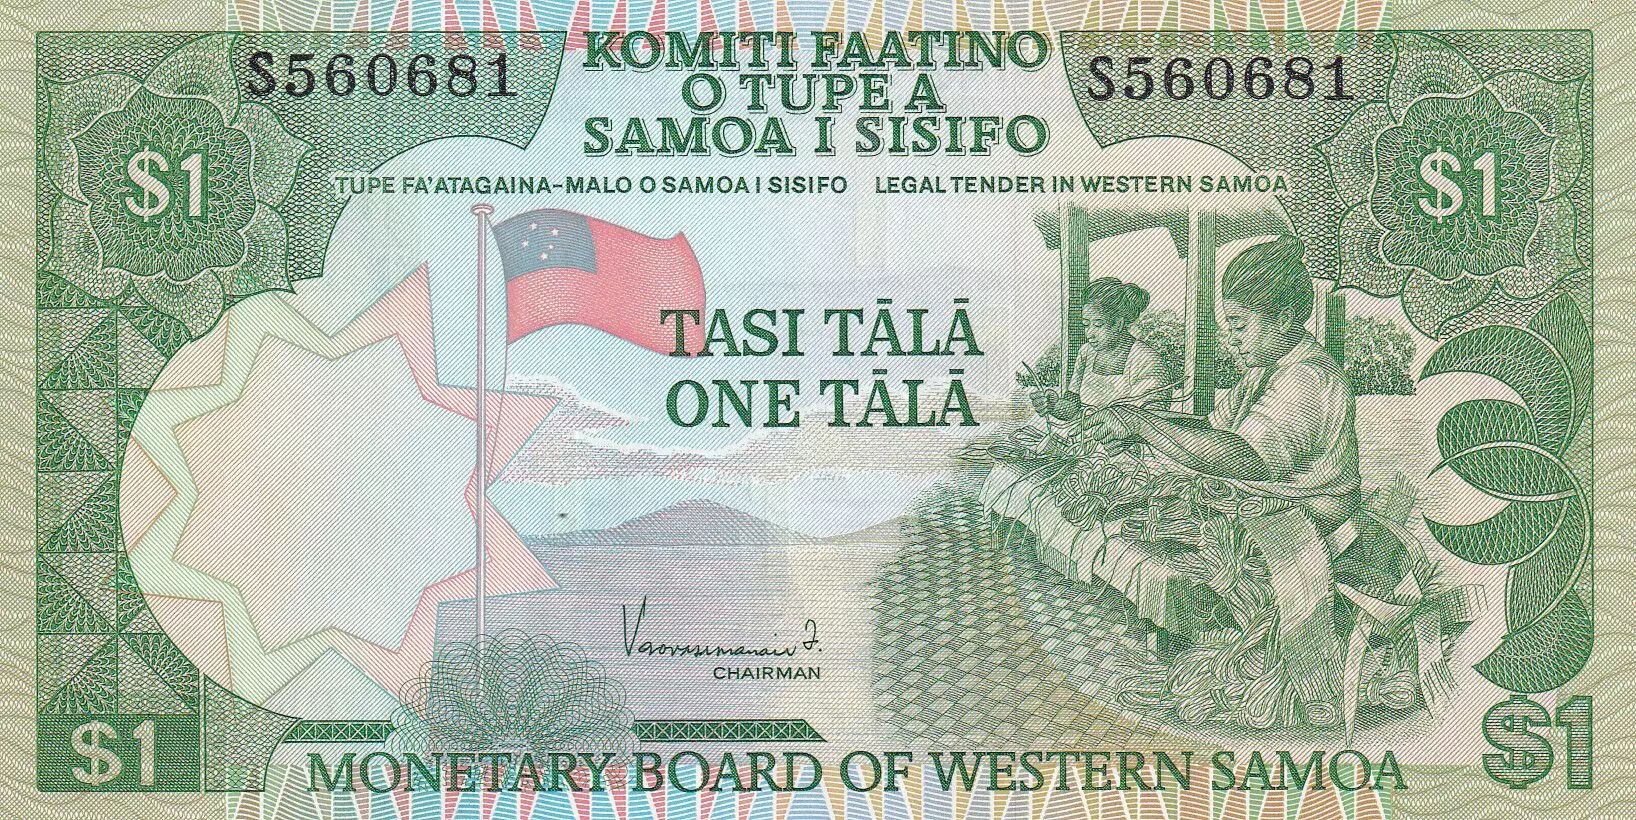 S560681
KOMITI FAATINO
O TUPE A
SAMOA I SISIFO
S560681
$1
$1
TUPE FA'ATAGAINA-MALO O SAMOA I SISIFO LEGAL TENDER IN WESTERN SAMOA
TASI TĀLĀ
ONE TĀLĀ
CHAIRMAN
$1
MONETARY BOARD OF WESTERN SAMOA
$1